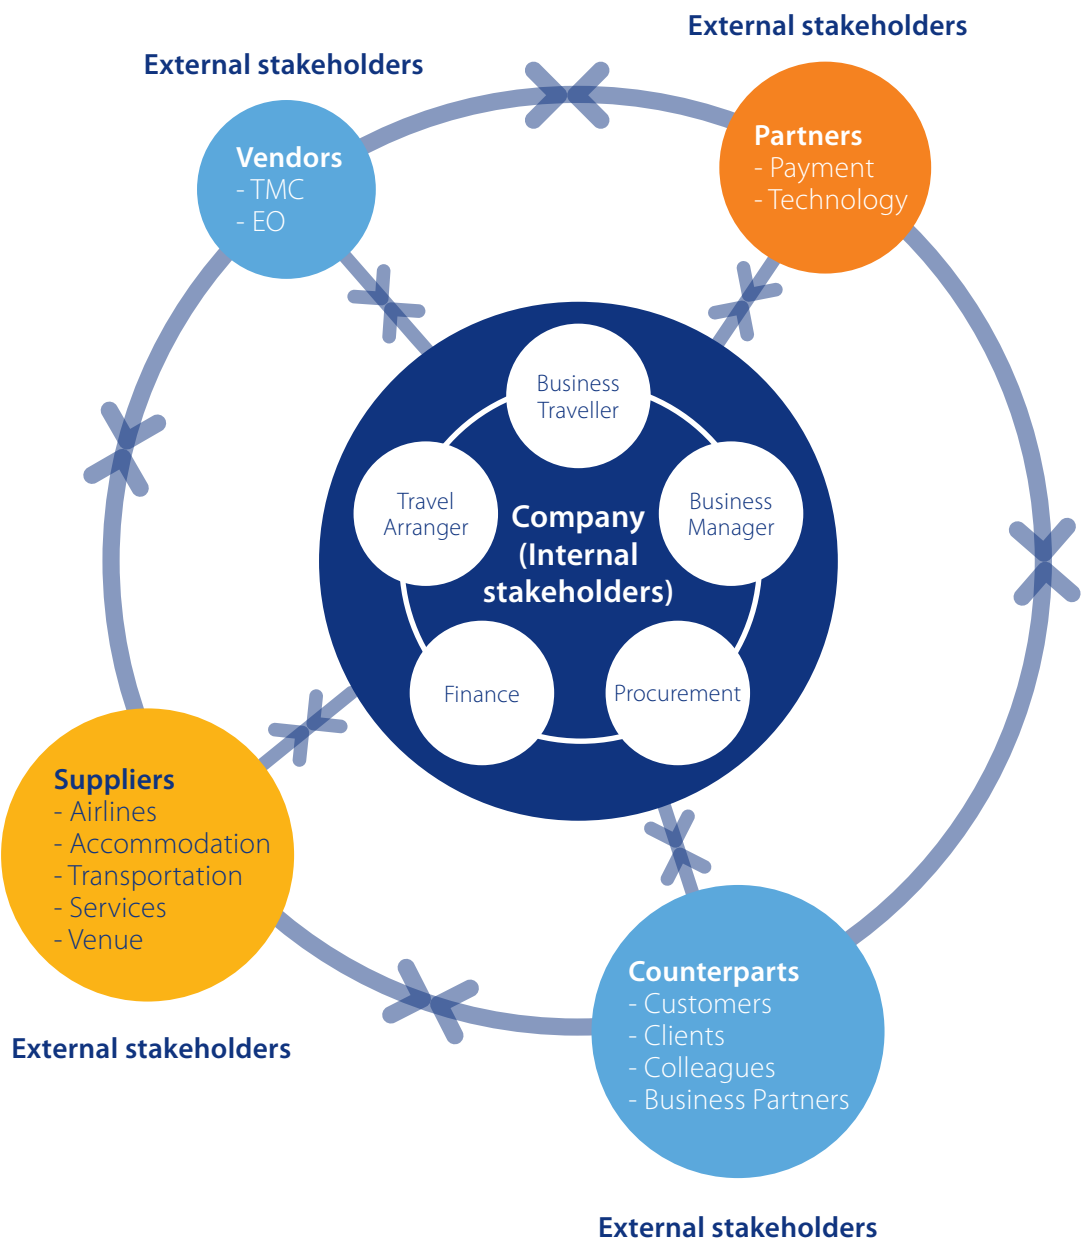 External stakeholders
External stakeholders
Vendors
- TMC
- EO
Partners
- Payment
- Technology
Business
Traveller
Travel
Arranger
Business
Manager
Company
(Internal
stakeholders)
Finance
Procurement
Suppliers
- Airlines
- Accommodation
- Transportation
- Services
- Venue
External stakeholders
Counterparts
- Customers
- Clients
- Colleagues
- Business Partners
External stakeholders